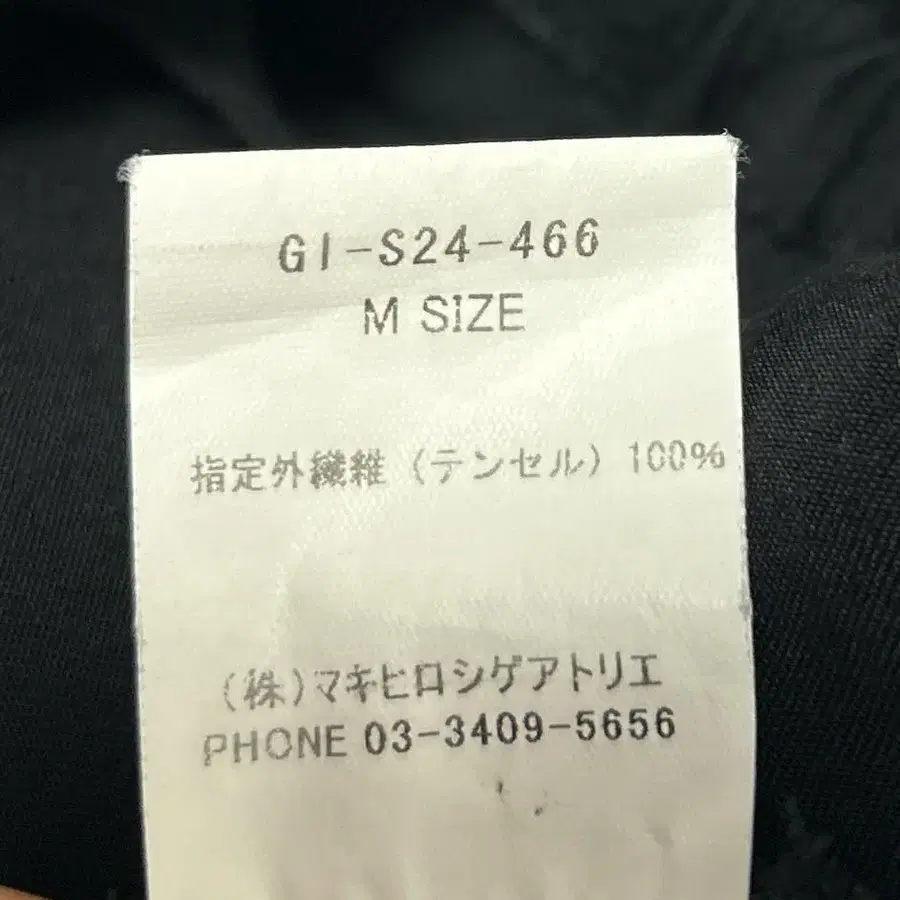 GI-S24-466
M SIZE
指定外繊維（テンセル）100%
（株）マキヒロシゲアトリエ
PHONE 03-3409-5656